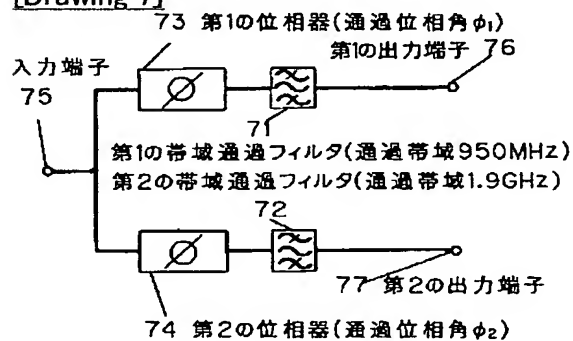 [Drawing 7]
73 第1の位相器(通過位相角φ1)
第1の出力端子 76
入力端子
75
71
第1の帯域通過フィルタ(通過帯域950MHz)
第2の帯域通過フィルタ(通過帯域1.9GHz)
72
77 第2の出力端子
74 第2の位相器(通過位相角φ2)